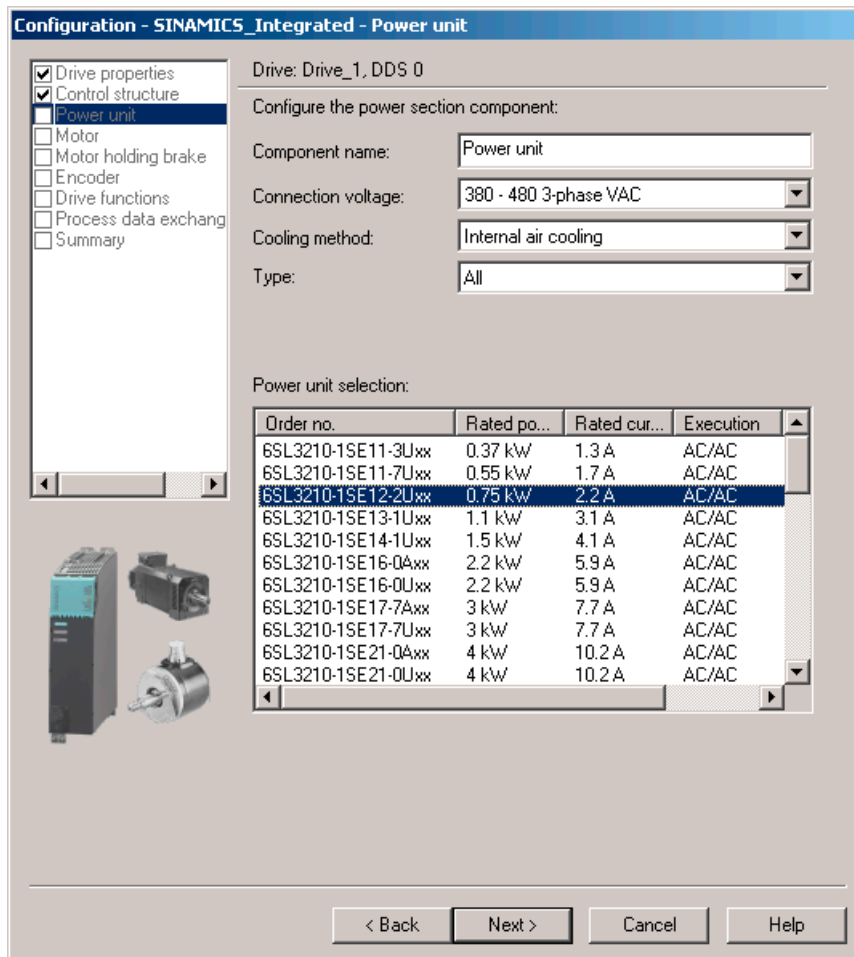 Configuration - SINAMICS_Integrated - Power unit
Drive properties
Control structure
Power unit
Motor
Motor holding brake
Encoder
Drive functions
Process data exchang
Summary
Drive: Drive_1, DDS 0
Configure the power section component:
Component name: Power unit
Connection voltage: 380 - 480 3-phase VAC
Cooling method: Internal air cooling
Type: All
Power unit selection:
Order no. Rated po... Rated cur... Execution
6SL3210-1SE11-3Uxx 0.37 kW 1.3 A AC/AC
6SL3210-1SE11-7Uxx 0.55 kW 1.7 A AC/AC
6SL3210-1SE12-2Uxx 0.75 kW 2.2 A AC/AC
6SL3210-1SE13-1Uxx 1.1 kW 3.1 A AC/AC
6SL3210-1SE14-1Uxx 1.5 kW 4.1 A AC/AC
6SL3210-1SE16-0Axx 2.2 kW 5.9 A AC/AC
6SL3210-1SE16-0Uxx 2.2 kW 5.9 A AC/AC
6SL3210-1SE17-7Axx 3 kW 7.7 A AC/AC
6SL3210-1SE17-7Uxx 3 kW 7.7 A AC/AC
6SL3210-1SE21-0Axx 4 kW 10.2 A AC/AC
6SL3210-1SE21-0Uxx 4 kW 10.2 A AC/AC
< Back Next > Cancel Help